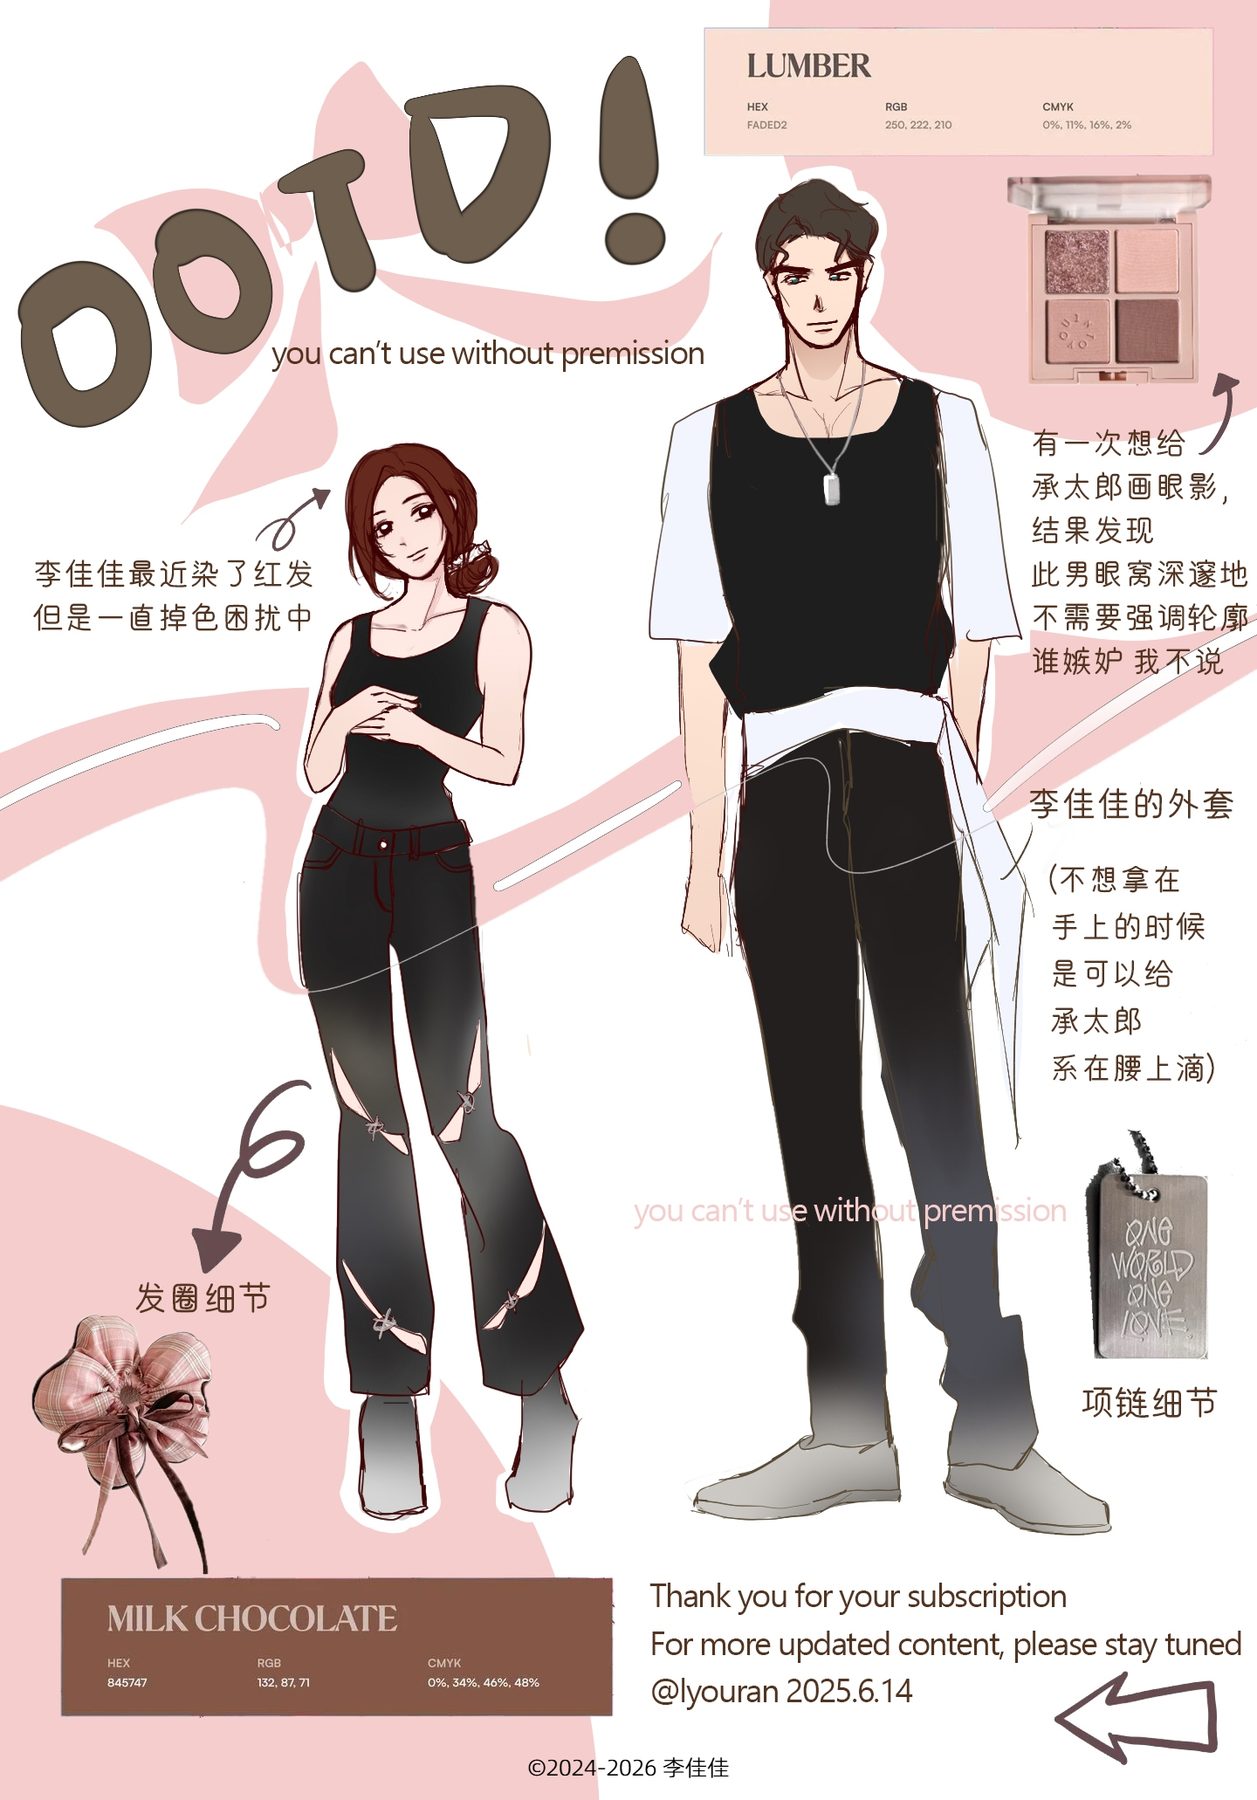 OOTD!
you can't use without premission
LUMBER
HEX
FADED2
RGB
250, 222, 210
CMYK
0%, 11%, 16%, 2%
有一次想给
承太郎画眼影,
结果发现
此男眼窝深邃地
不需要强调轮廓
谁嫉妒 我不说
李佳佳最近染了红发
但是一直掉色困扰中
李佳佳的外套
(不想拿在
手上的时候
是可以给
承太郎
系在腰上滴)
you can't use without premission
ONE
WORLD
ONE
LOVE
项链细节
发圈细节
MILK CHOCOLATE
HEX
845747
RGB
132, 87, 71
CMYK
0%, 34%, 46%, 48%
Thank you for your subscription
For more updated content, please stay tuned
@lyouran 2025.6.14
©2024-2026 李佳佳